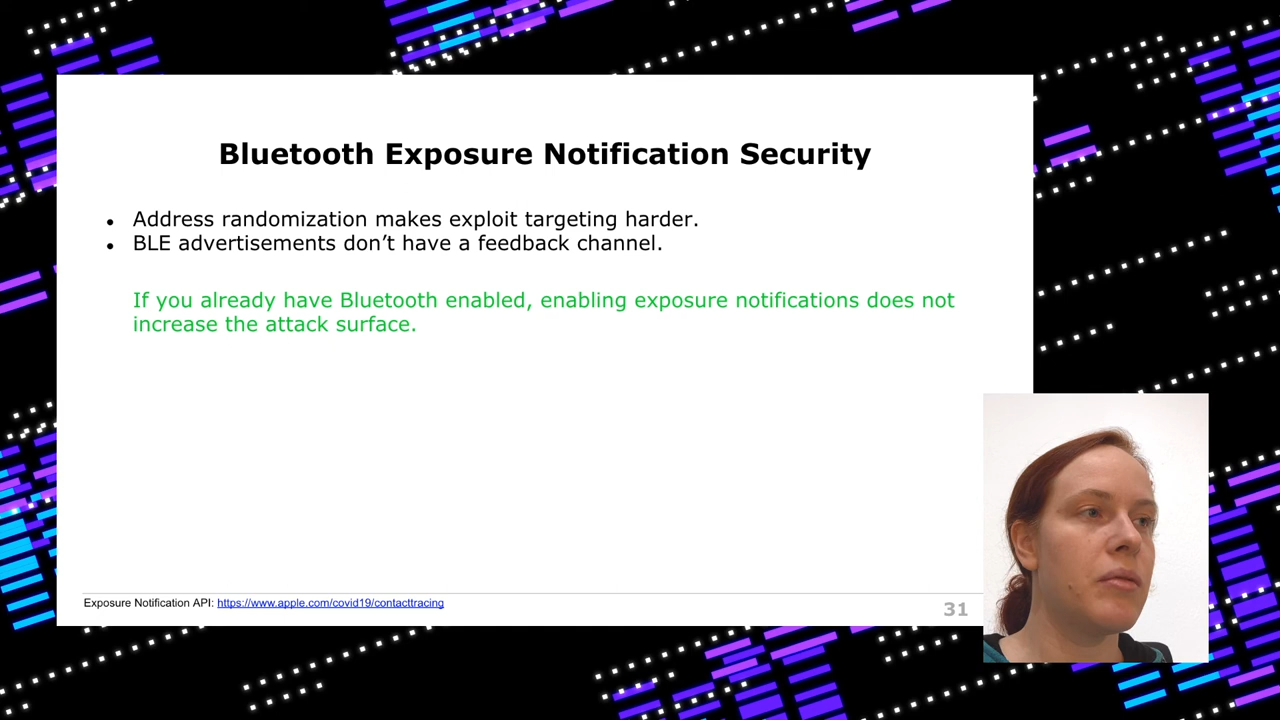 Bluetooth Exposure Notification Security
● Address randomization makes exploit targeting harder.
● BLE advertisements don’t have a feedback channel.
If you already have Bluetooth enabled, enabling exposure notifications does not
increase the attack surface.
Exposure Notification API: https://www.apple.com/covid19/contacttracing
31